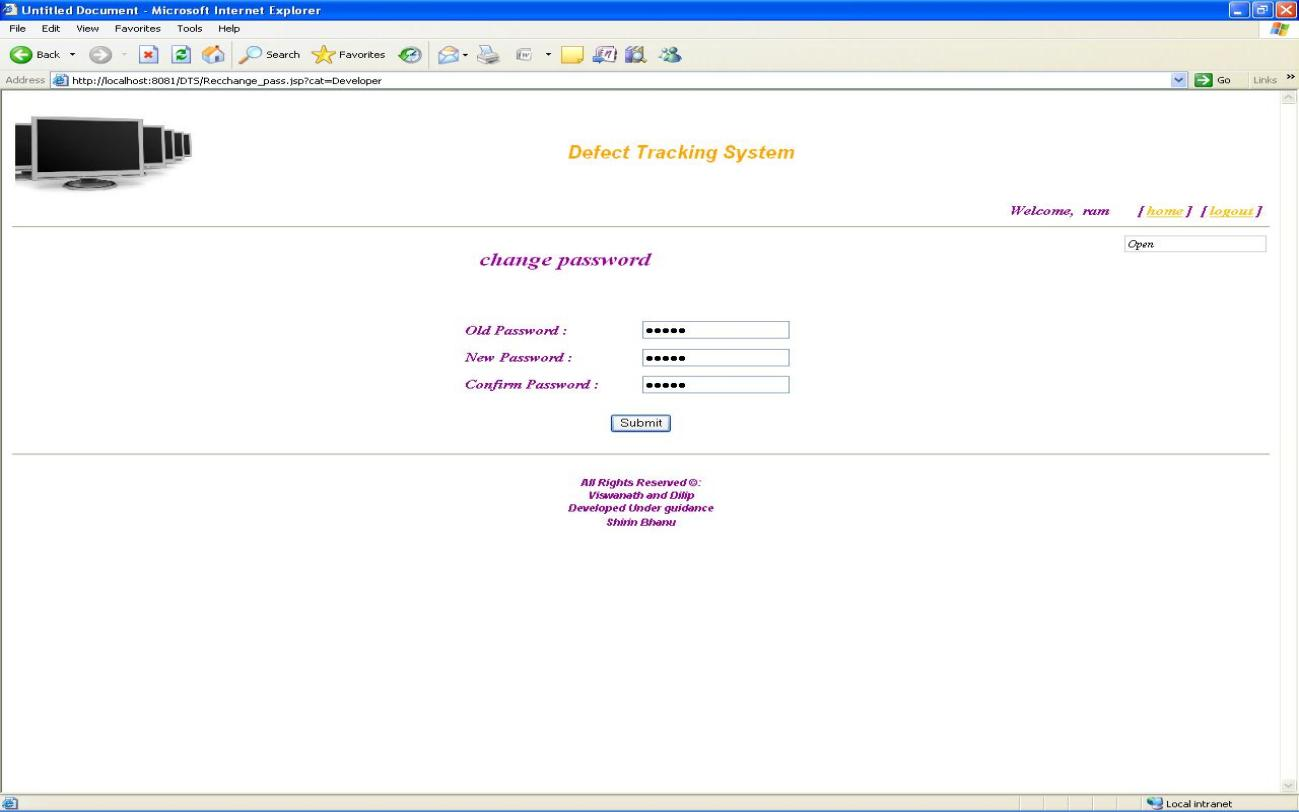 Untitled Document - Microsoft Internet Explorer
File Edit View Favorites Tools Help
Back Search Favorites
Address http://localhost:8081/DTS/Recchange_pass.jsp?cat=Developer Go Links »
Defect Tracking System
Welcome, ram [ home ] [ logout ]
Open
change password
Old Password : •••••
New Password : •••••
Confirm Password : •••••
Submit
All Rights Reserved ©:
Viswanath and Dilip
Developed Under guidance
Shirin Bhanu
Local intranet